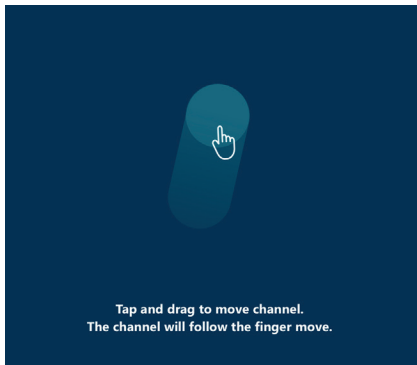 Tap and drag to move channel.
The channel will follow the finger move.